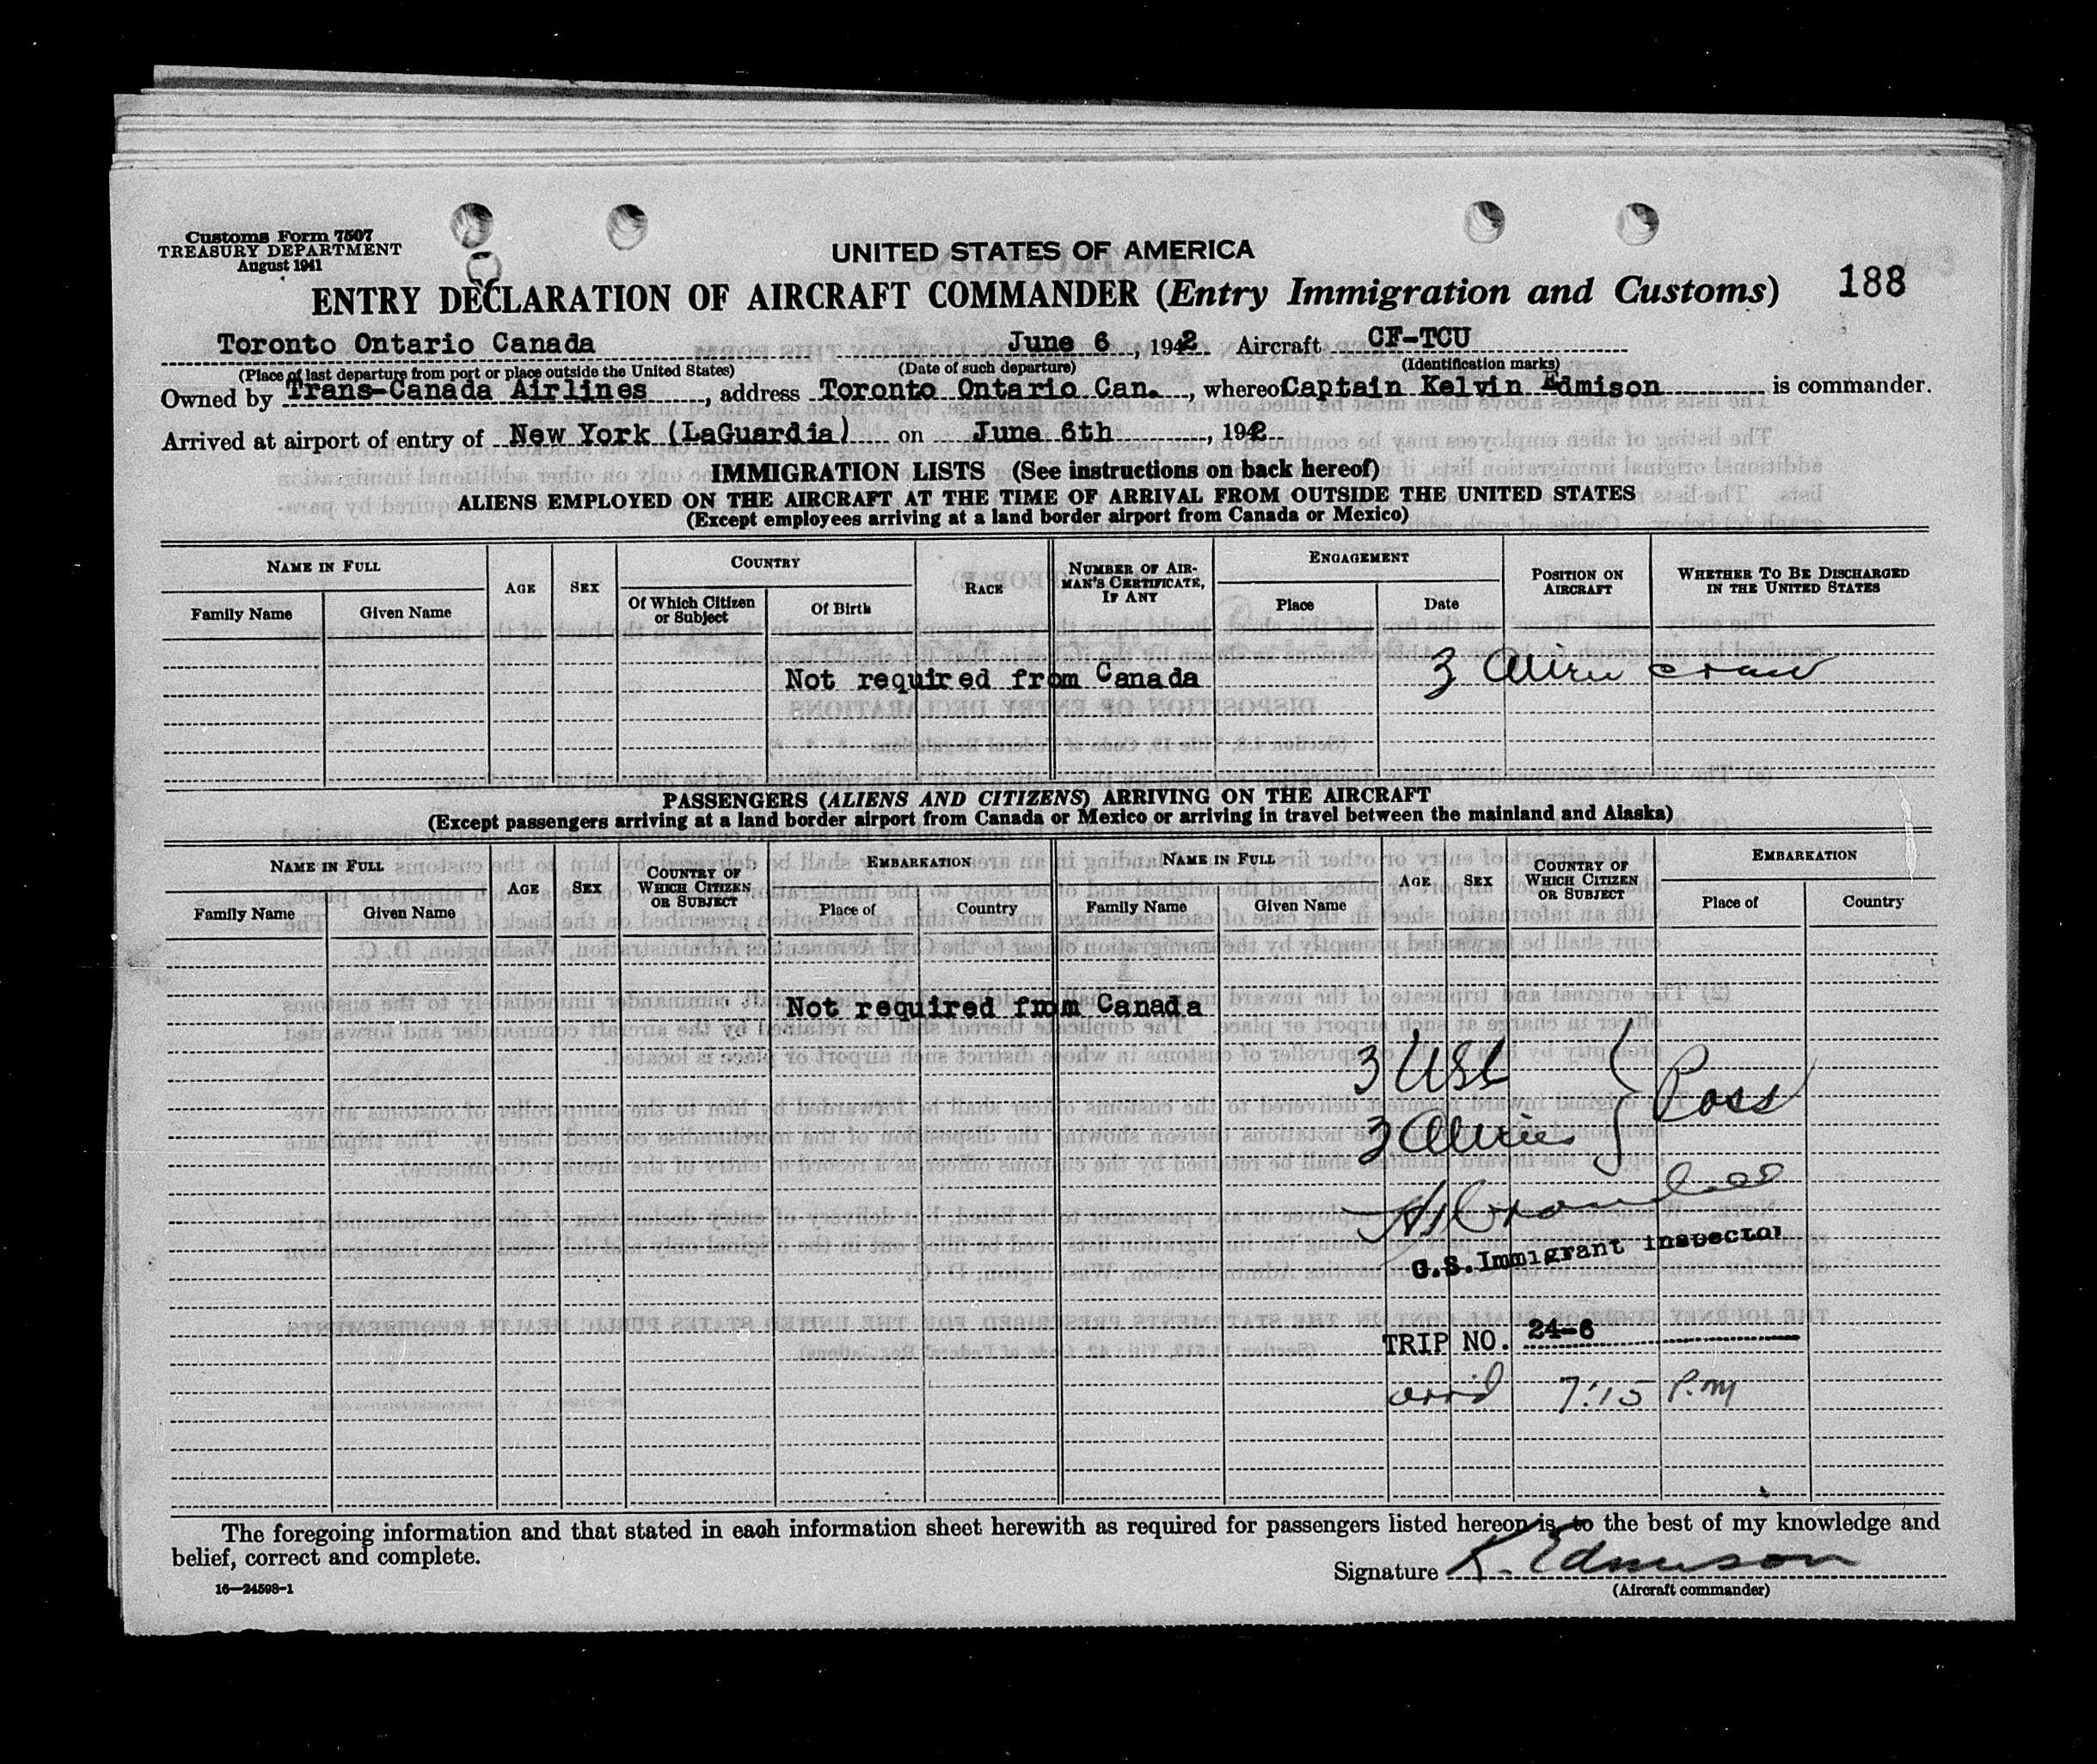 Customs Form 7507
TREASURY DEPARTMENT
August 1941
UNITED STATES OF AMERICA
ENTRY DECLARATION OF AIRCRAFT COMMANDER (Entry Immigration and Customs)
188
Toronto Ontario Canada June 6, 1942 Aircraft CF-TCU
(Place of last departure from port or place outside the United States) (Date of such departure) (Identification marks)
Owned by Trans-Canada Airlines, address Toronto Ontario Can., whereof Captain Kelvin Edmison is commander.
Arrived at airport of entry of New York (LaGuardia) on June 6th, 1942
IMMIGRATION LISTS (See instructions on back hereof)
ALIENS EMPLOYED ON THE AIRCRAFT AT THE TIME OF ARRIVAL FROM OUTSIDE THE UNITED STATES
(Except employees arriving at a land border airport from Canada or Mexico)
NAME IN FULL AGE SEX COUNTRY RACE NUMBER OF AIRMAN'S CERTIFICATE, IF ANY ENGAGEMENT POSITION ON AIRCRAFT WHETHER TO BE DISCHARGED IN THE UNITED STATES
Family Name Given Name Of Which Citizen or Subject Of Birth Place Date
Not required from Canada 3 Alien crew
PASSENGERS (ALIENS AND CITIZENS) ARRIVING ON THE AIRCRAFT
(Except passengers arriving at a land border airport from Canada or Mexico or arriving in travel between the mainland and Alaska)
NAME IN FULL AGE SEX COUNTRY OF WHICH CITIZEN OR SUBJECT EMBARKATION NAME IN FULL AGE SEX COUNTRY OF WHICH CITIZEN OR SUBJECT EMBARKATION
Family Name Given Name Place of Country Family Name Given Name Place of Country
Not required from Canada
3 USC
3 Aliens } Pass
U.S. Immigrant Inspector
TRIP NO. 24-6
arrid 7:15 P.M
The foregoing information and that stated in each information sheet herewith as required for passengers listed hereon is to the best of my knowledge and
belief, correct and complete.
Signature K. Edmison
(Aircraft commander)
16—24598-1